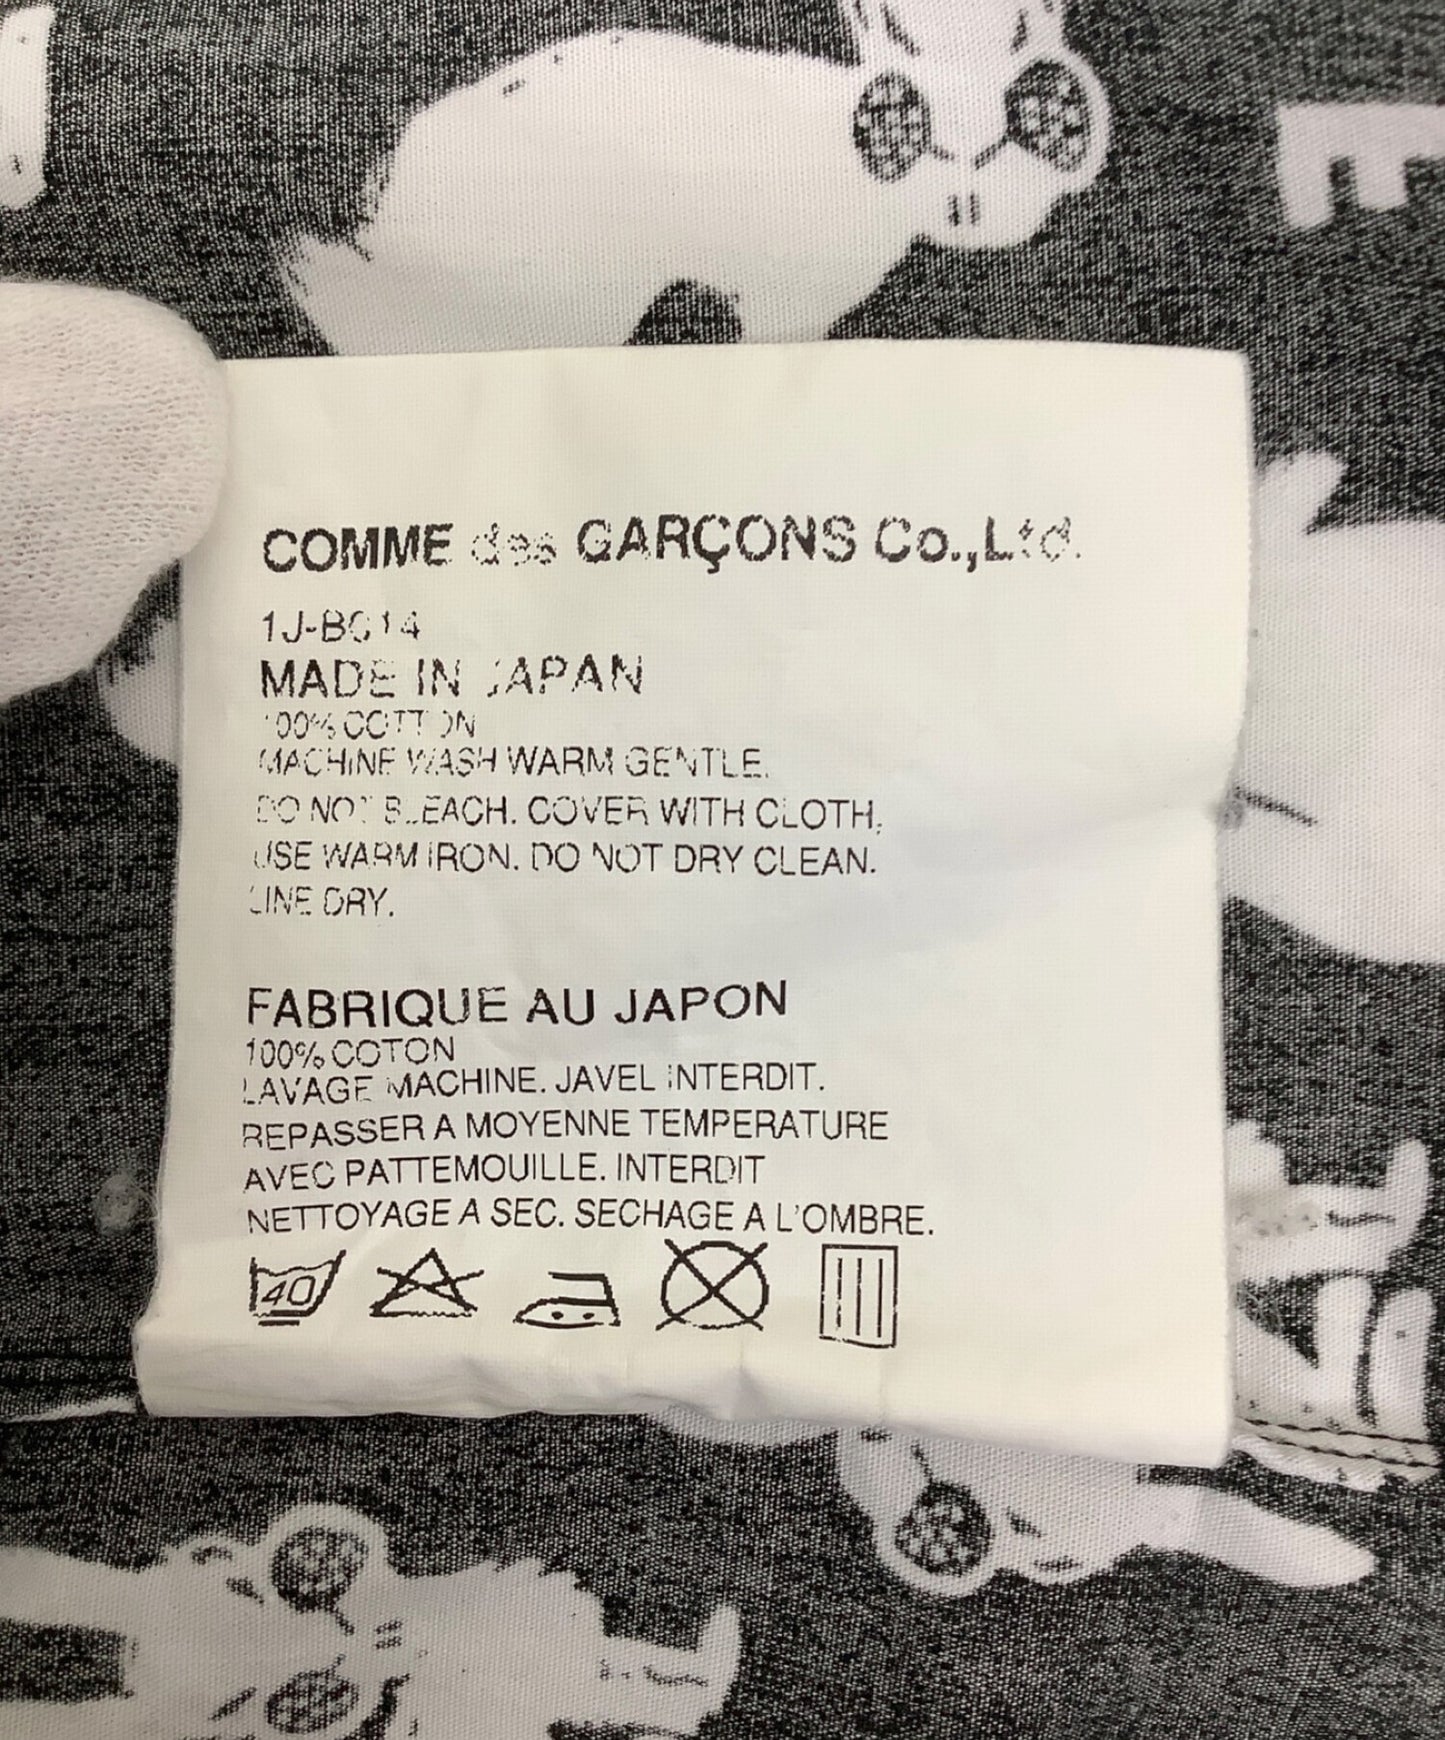 COMME des GARÇONS Co.,Ltd.
1J-B014
MADE IN JAPAN
100% COTTON
MACHINE WASH WARM GENTLE.
DO NOT BLEACH. COVER WITH CLOTH,
USE WARM IRON. DO NOT DRY CLEAN.
LINE DRY.
FABRIQUE AU JAPON
100% COTON
LAVAGE MACHINE. JAVEL INTERDIT.
REPASSER A MOYENNE TEMPERATURE
AVEC PATTEMOUILLE. INTERDIT
NETTOYAGE A SEC. SECHAGE A L'OMBRE.
40